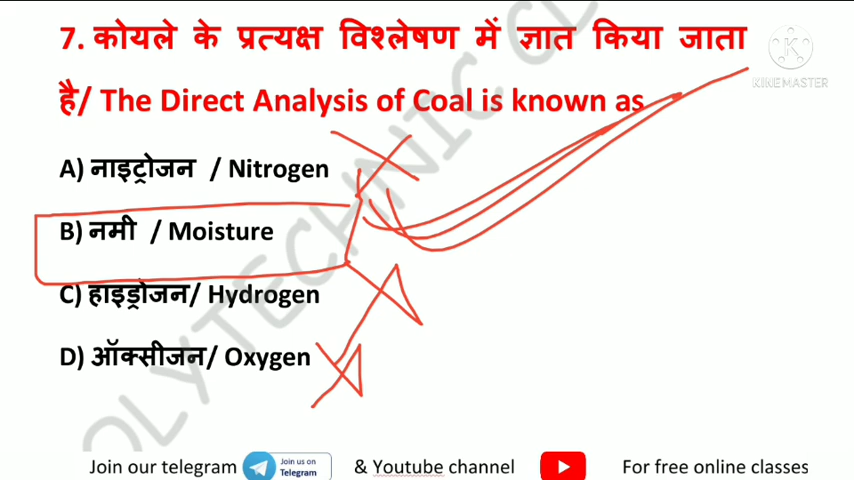 7. कोयले के प्रत्यक्ष विश्लेषण में ज्ञात किया जाता
है/ The Direct Analysis of Coal is known as
KINEMASTER
A) नाइट्रोजन / Nitrogen
B) नमी / Moisture
C) हाइड्रोजन/ Hydrogen
D) ऑक्सीजन/ Oxygen
OLYTECHNIC CL
Join our telegram Join us on Telegram & Youtube channel For free online classes